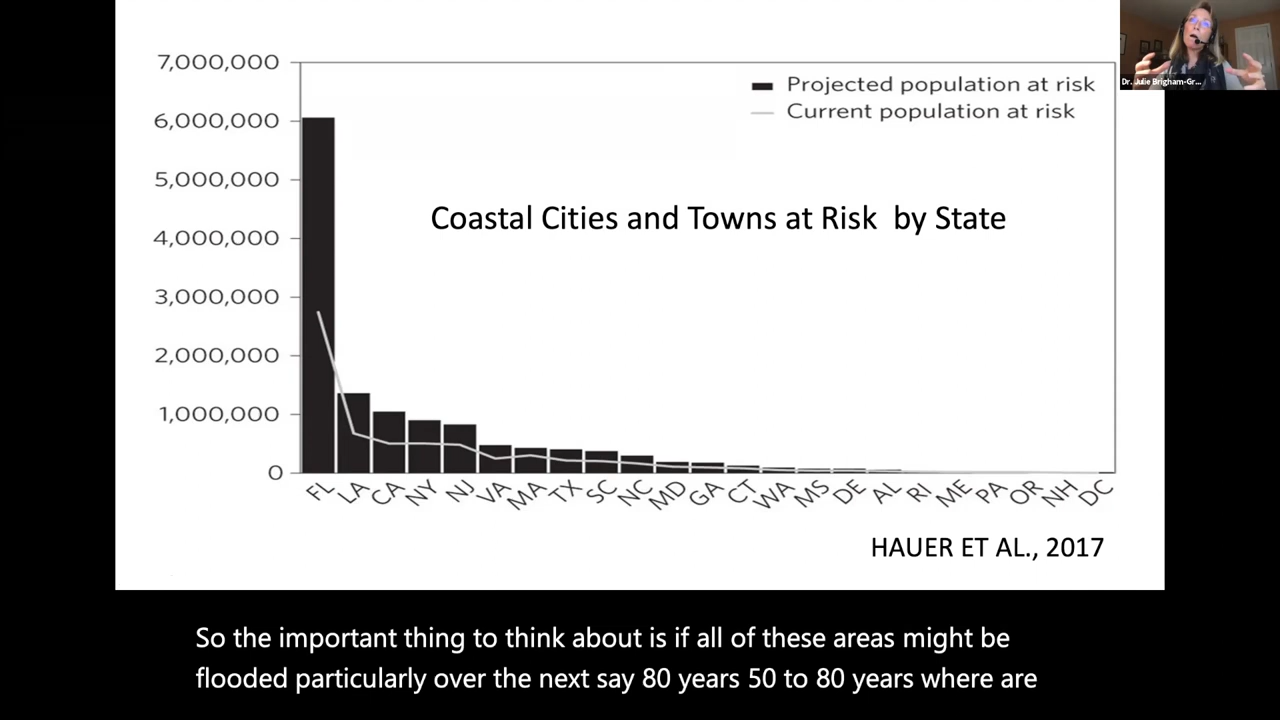 7,000,000
6,000,000
5,000,000
4,000,000
3,000,000
2,000,000
1,000,000
0
Projected population at risk
Current population at risk
Coastal Cities and Towns at Risk by State
FL LA CA NY NJ VA MA TX SC NC MD GA CT WA MS DE AL RI ME PA OR NH DC
HAUER ET AL., 2017
Dr. Julie Brigham-Gr...
So the important thing to think about is if all of these areas might be
flooded particularly over the next say 80 years 50 to 80 years where are